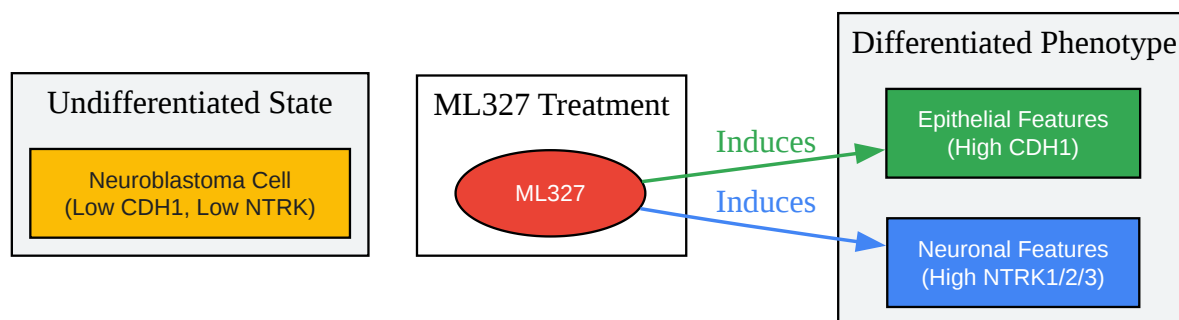 Undifferentiated State
Neuroblastoma Cell
(Low CDH1, Low NTRK)
ML327 Treatment
ML327
Induces
Induces
Differentiated Phenotype
Epithelial Features
(High CDH1)
Neuronal Features
(High NTRK1/2/3)